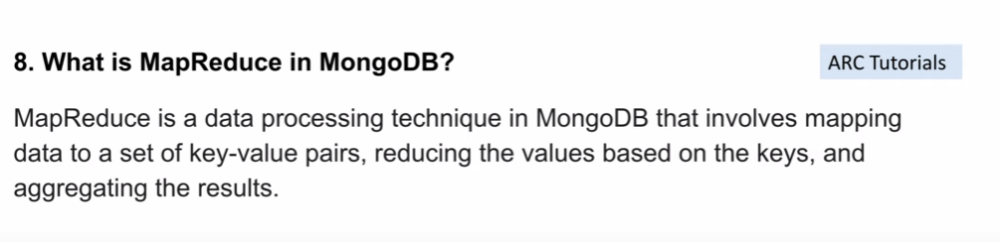 8. What is MapReduce in MongoDB?
ARC Tutorials
MapReduce is a data processing technique in MongoDB that involves mapping
data to a set of key-value pairs, reducing the values based on the keys, and
aggregating the results.